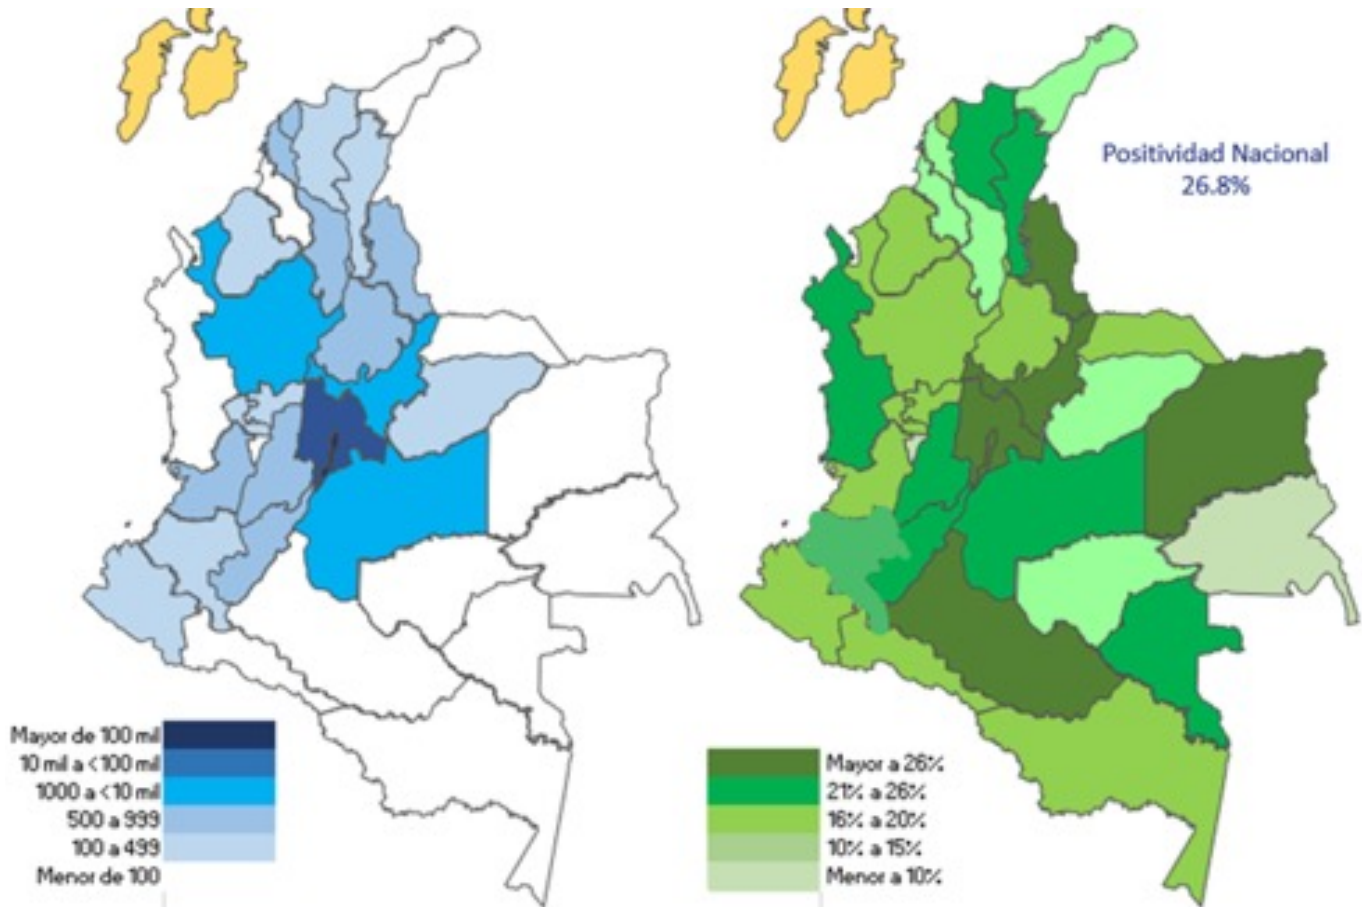 Positividad Nacional
26.8%
Mayor de 100 mil
10 mil a <100 mil
1000 a <10 mil
500 a 999
100 a 499
Menor de 100
Mayor a 26%
21% a 26%
16% a 20%
10% a 15%
Menor a 10%